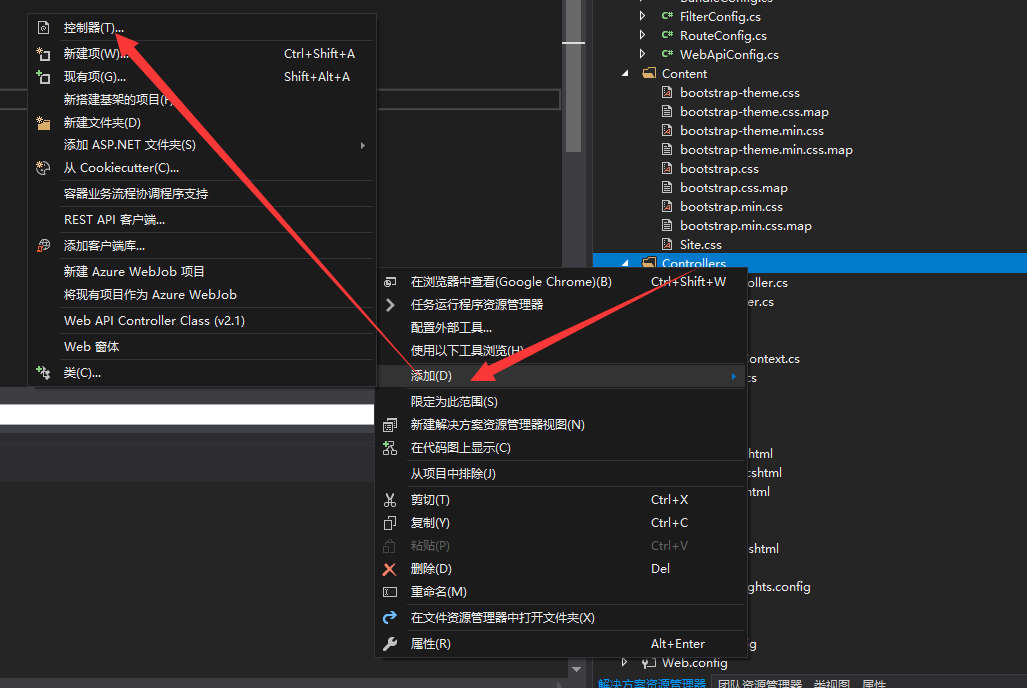 控制器(T)...
新建项(W)... Ctrl+Shift+A
现有项(G)... Shift+Alt+A
新搭建基架的项目(F)...
新建文件夹(D)
添加 ASP.NET 文件夹(S)
从 Cookiecutter(C)...
容器业务流程协调程序支持
REST API 客户端...
添加客户端库...
新建 Azure WebJob 项目
将现有项目作为 Azure WebJob
Web API Controller Class (v2.1)
Web 窗体
类(C)...
在浏览器中查看(Google Chrome)(B) Ctrl+Shift+W
任务运行程序资源管理器
配置外部工具...
使用以下工具浏览(H)...
添加(D)
限定为此范围(S)
新建解决方案资源管理器视图(N)
在代码图上显示(C)
从项目中排除(J)
剪切(T) Ctrl+X
复制(Y) Ctrl+C
粘贴(P) Ctrl+V
删除(D) Del
重命名(M)
在文件资源管理器中打开文件夹(X)
属性(R) Alt+Enter
FilterConfig.cs
RouteConfig.cs
WebApiConfig.cs
Content
bootstrap-theme.css
bootstrap-theme.css.map
bootstrap-theme.min.css
bootstrap-theme.min.css.map
bootstrap.css
bootstrap.css.map
bootstrap.min.css
bootstrap.min.css.map
Site.css
Controllers
oller.cs
er.cs
ontext.cs
cs
html
cshtml
html
shtml
ghts.config
g
Web.config
解决方案资源管理器 团队资源管理器 类视图 属性